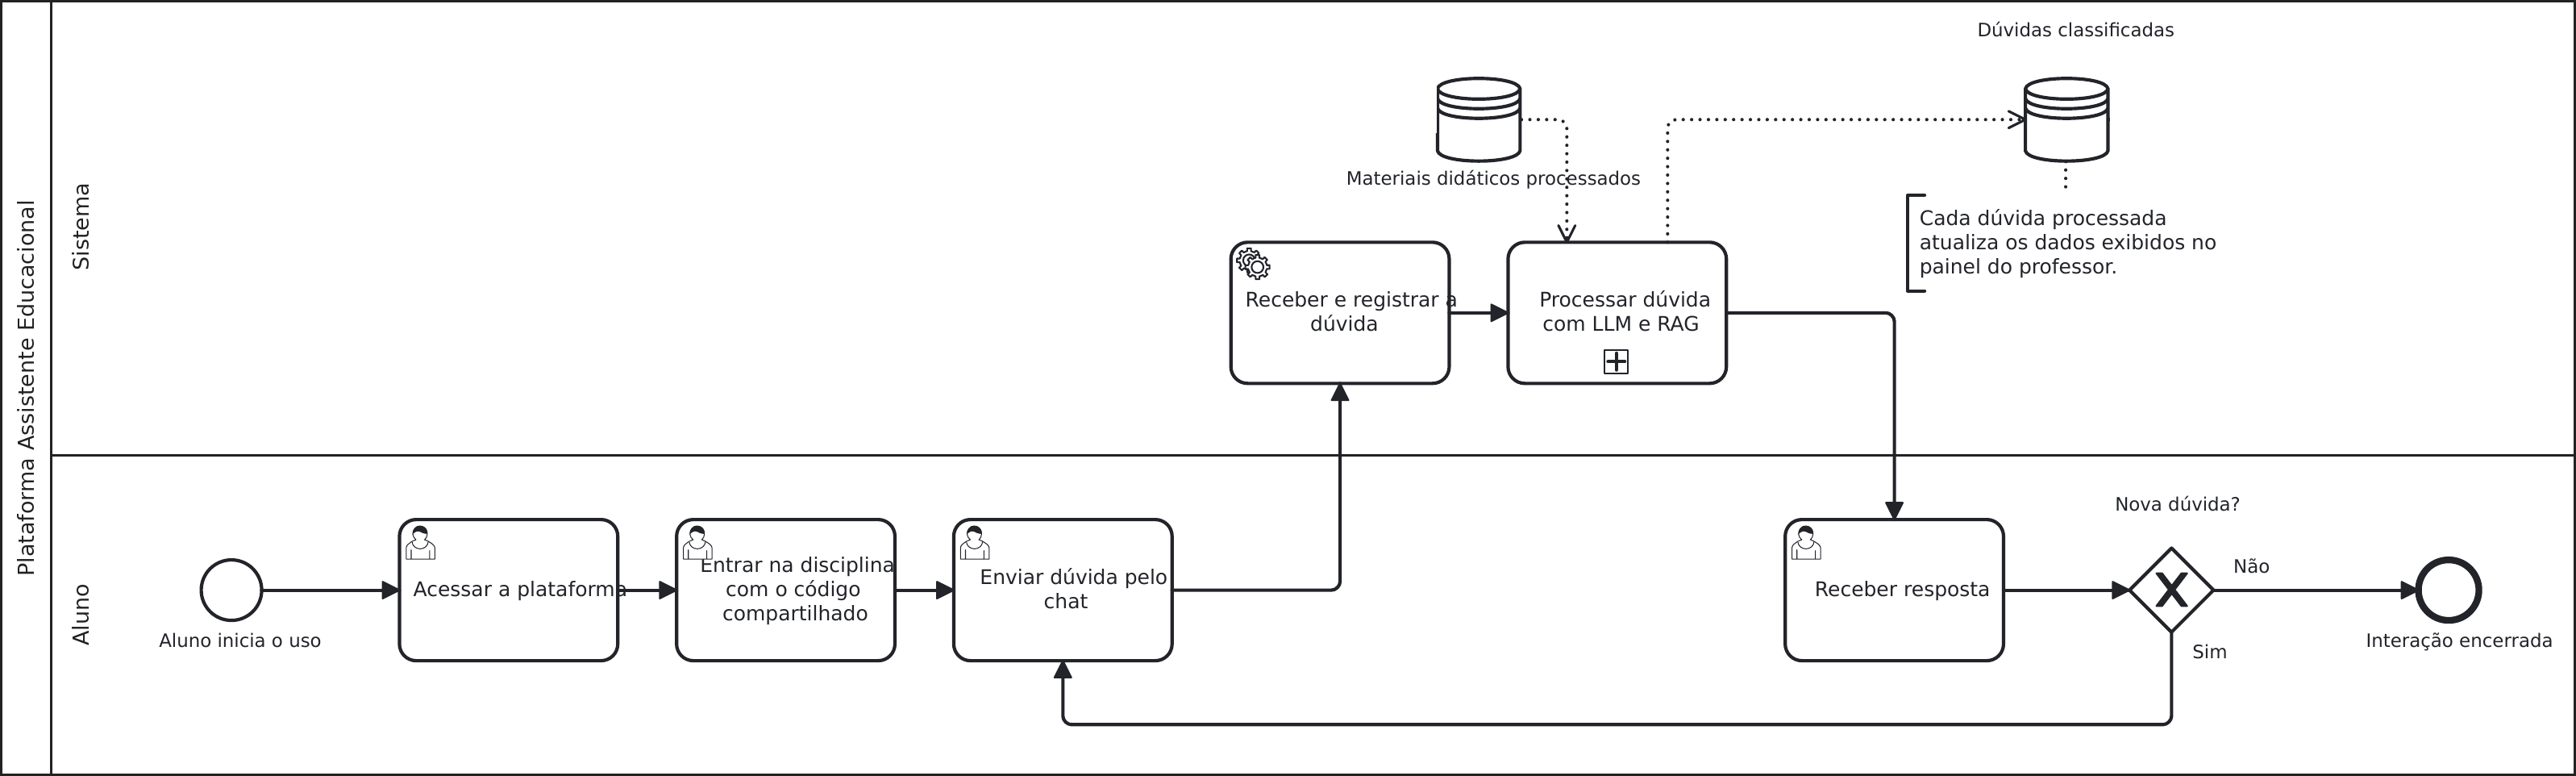 Plataforma Assistente Educacional
Sistema
Dúvidas classificadas
Materiais didáticos processados
Cada dúvida processada
atualiza os dados exibidos no
painel do professor.
Receber e registrar a
dúvida
Processar dúvida
com LLM e RAG
Aluno
Aluno inicia o uso
Acessar a plataforma
Entrar na disciplina
com o código
compartilhado
Enviar dúvida pelo
chat
Receber resposta
Nova dúvida?
Não
Sim
Interação encerrada